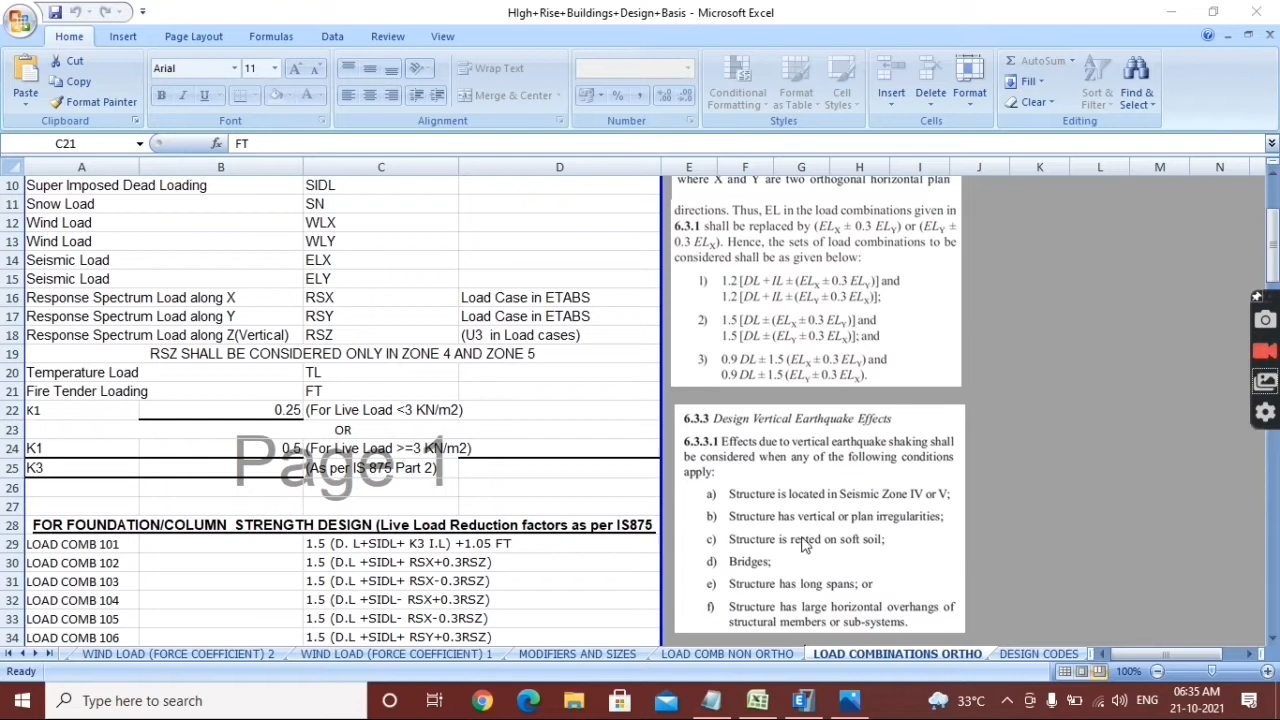 HIgh+Rise+Buildings+Design+Basis - Microsoft Excel
Home Insert Page Layout Formulas Data Review View
Cut
Copy
Format Painter
Paste
Clipboard
Arial 11
B I U
Font
Wrap Text
Merge & Center
Alignment
Number
Conditional Formatting
Format as Table
Cell Styles
Styles
Insert Delete Format
Cells
AutoSum
Fill
Clear
Sort & Filter
Find & Select
Editing
C21 fx FT
A B C D E F G H I J K L M N
10 Super Imposed Dead Loading SIDL
11 Snow Load SN
12 Wind Load WLX
13 Wind Load WLY
14 Seismic Load ELX
15 Seismic Load ELY
16 Response Spectrum Load along X RSX Load Case in ETABS
17 Response Spectrum Load along Y RSY Load Case in ETABS
18 Response Spectrum Load along Z(Vertical) RSZ (U3 in Load cases)
19 RSZ SHALL BE CONSIDERED ONLY IN ZONE 4 AND ZONE 5
20 Temperature Load TL
21 Fire Tender Loading FT
22 K1 0.25 (For Live Load <3 KN/m2)
23 OR
24 K1 0.5 (For Live Load >=3 KN/m2)
25 K3 (As per IS 875 Part 2)
Page 1
26
27
28 FOR FOUNDATION/COLUMN STRENGTH DESIGN (Live Load Reduction factors as per IS875
29 LOAD COMB 101 1.5 (D. L+SIDL+ K3 I.L) +1.05 FT
30 LOAD COMB 102 1.5 (D.L +SIDL+ RSX+0.3RSZ)
31 LOAD COMB 103 1.5 (D.L +SIDL+ RSX-0.3RSZ)
32 LOAD COMB 104 1.5 (D.L +SIDL- RSX+0.3RSZ)
33 LOAD COMB 105 1.5 (D.L +SIDL- RSX-0.3RSZ)
34 LOAD COMB 106 1.5 (D.L +SIDL+ RSY+0.3RSZ)
where X and Y are two orthogonal horizontal plan
directions. Thus, EL in the load combinations given in
6.3.1 shall be replaced by (ELX ± 0.3 ELY) or (ELY ±
0.3 ELX). Hence, the sets of load combinations to be
considered shall be as given below:
1) 1.2 [DL + IL ± (ELX ± 0.3 ELY)] and
1.2 [DL + IL ± (ELY ± 0.3 ELX)];
2) 1.5 [DL ± (ELX ± 0.3 ELY)] and
1.5 [DL ± (ELY ± 0.3 ELX)]; and
3) 0.9 DL ± 1.5 (ELX ± 0.3 ELY) and
0.9 DL ± 1.5 (ELY ± 0.3 ELX).
6.3.3 Design Vertical Earthquake Effects
6.3.3.1 Effects due to vertical earthquake shaking shall
be considered when any of the following conditions
apply:
a) Structure is located in Seismic Zone IV or V;
b) Structure has vertical or plan irregularities;
c) Structure is rested on soft soil;
d) Bridges;
e) Structure has long spans; or
f) Structure has large horizontal overhangs of
structural members or sub-systems.
WIND LOAD (FORCE COEFFICIENT) 2 WIND LOAD (FORCE COEFFICIENT) 1 MODIFIERS AND SIZES LOAD COMB NON ORTHO LOAD COMBINATIONS ORTHO DESIGN CODES
Ready 100%
Type here to search 33°C ENG 06:35 AM
21-10-2021